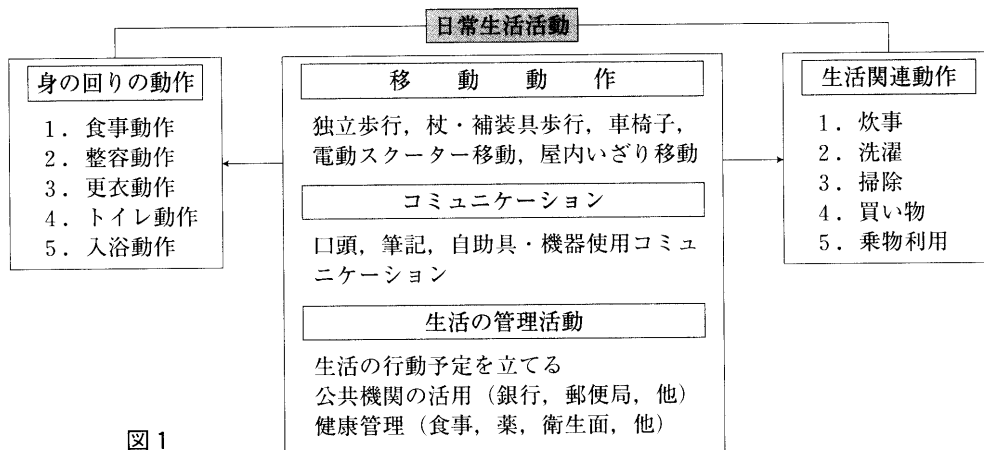 日常生活活動
身の回りの動作
1．食事動作
2．整容動作
3．更衣動作
4．トイレ動作
5．入浴動作
移動動作
独立歩行，杖・補装具歩行，車椅子，
電動スクーター移動，屋内いざり移動
コミュニケーション
口頭，筆記，自助具・機器使用コミュ
ニケーション
生活の管理活動
生活の行動予定を立てる
公共機関の活用（銀行，郵便局，他）
健康管理（食事，薬，衛生面，他）
生活関連動作
1．炊事
2．洗濯
3．掃除
4．買い物
5．乗物利用
図1